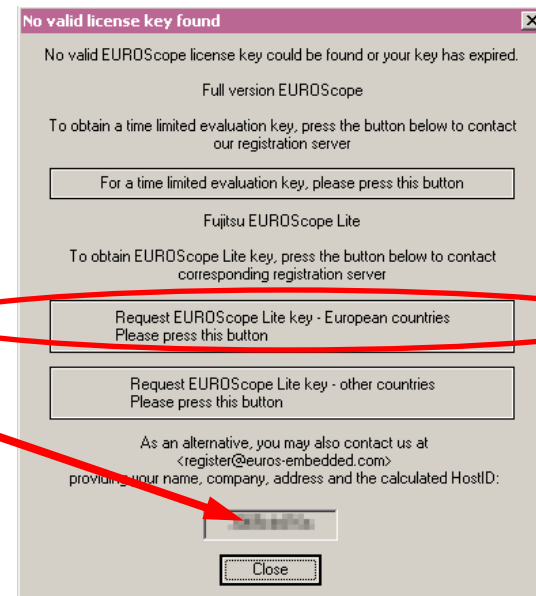 No valid license key found
No valid EUROScope license key could be found or your key has expired.
Full version EUROScope
To obtain a time limited evaluation key, press the button below to contact
our registration server
For a time limited evaluation key, please press this button
Fujitsu EUROScope Lite
To obtain EUROScope Lite key, press the button below to contact
corresponding registration server
Request EUROScope Lite key - European countries
Please press this button
Request EUROScope Lite key - other countries
Please press this button
As an alternative, you may also contact us at
<register@euros-embedded.com>
providing your name, company, address and the calculated HostID:
Close